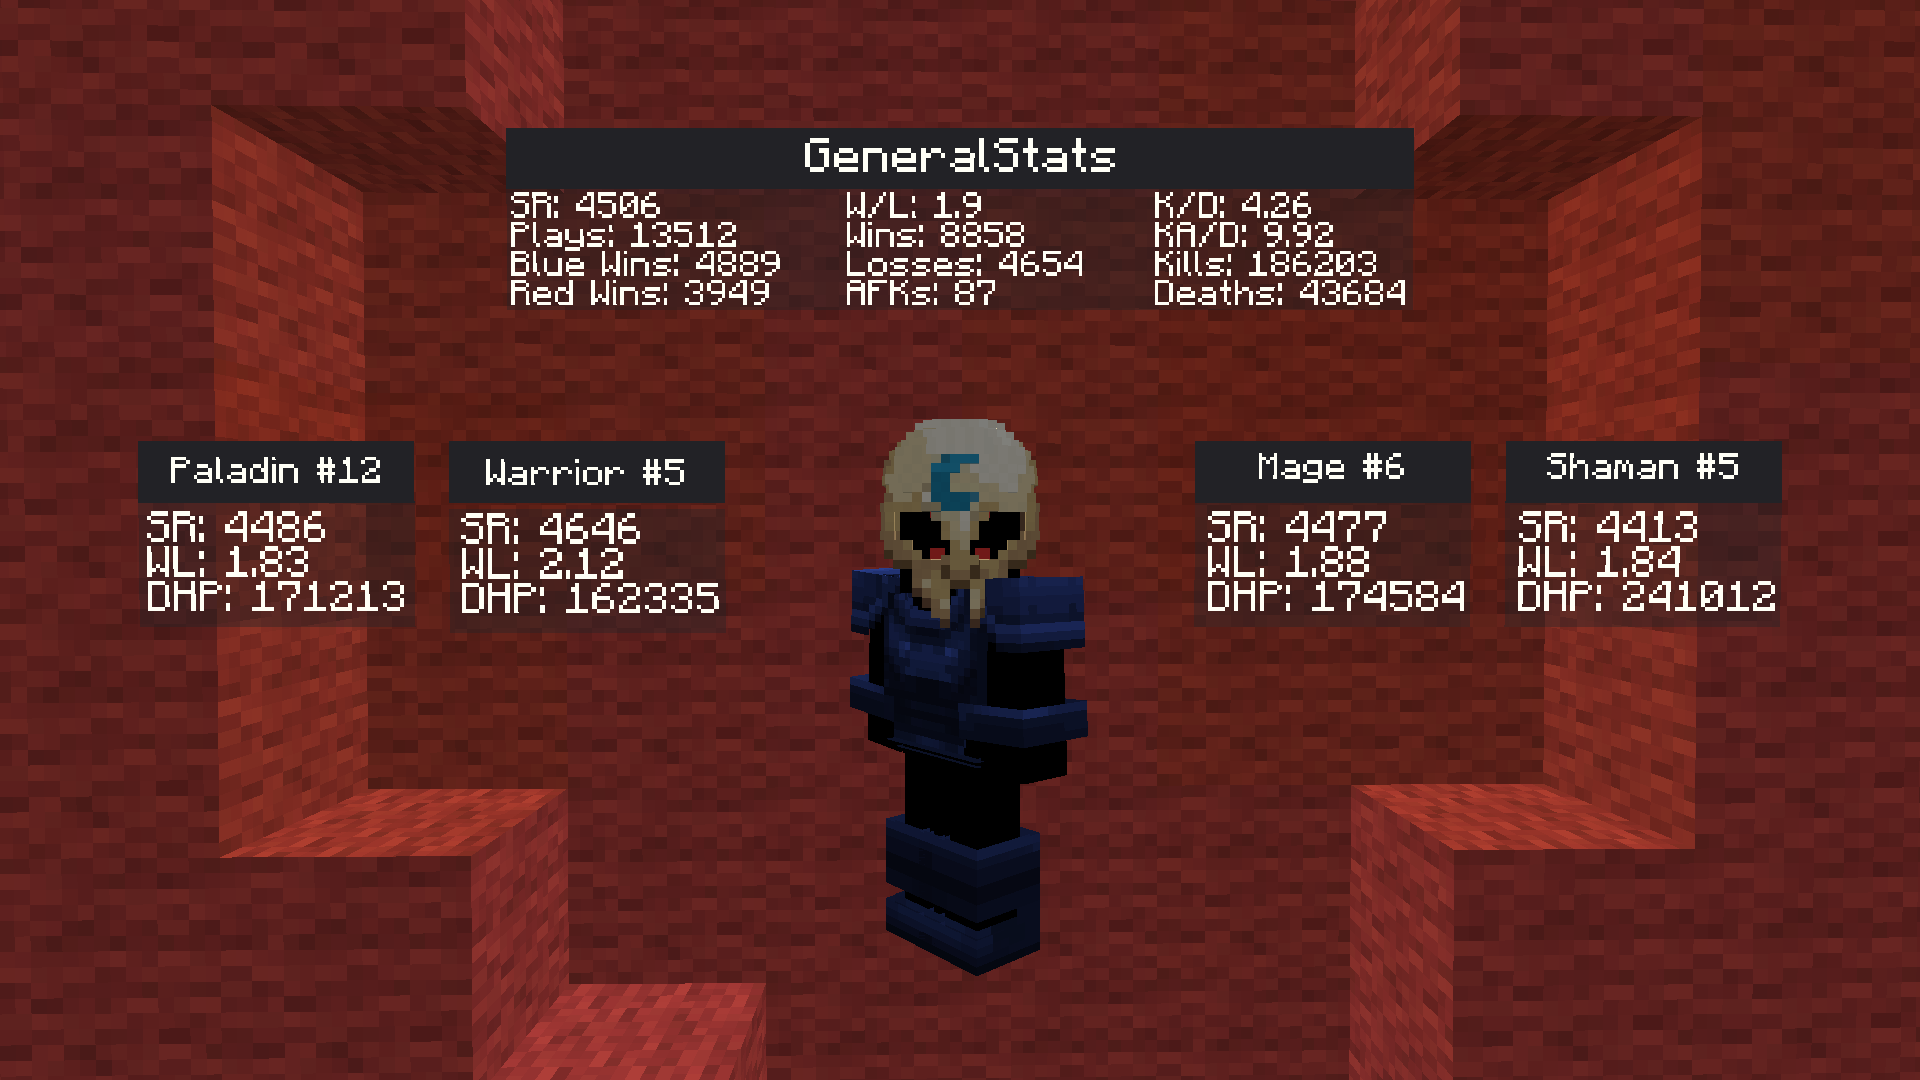 GeneralStats
SR: 4506
Plays: 13512
Blue Wins: 4889
Red Wins: 3949
W/L: 1.9
Wins: 8858
Losses: 4654
AFKs: 87
K/D: 4.26
KA/D: 9.92
Kills: 186203
Deaths: 43684
Paladin #12
SR: 4486
WL: 1.83
DHP: 171213
Warrior #5
SR: 4646
WL: 2.12
DHP: 162335
Mage #6
SR: 4477
WL: 1.88
DHP: 174584
Shaman #5
SR: 4413
WL: 1.84
DHP: 241012